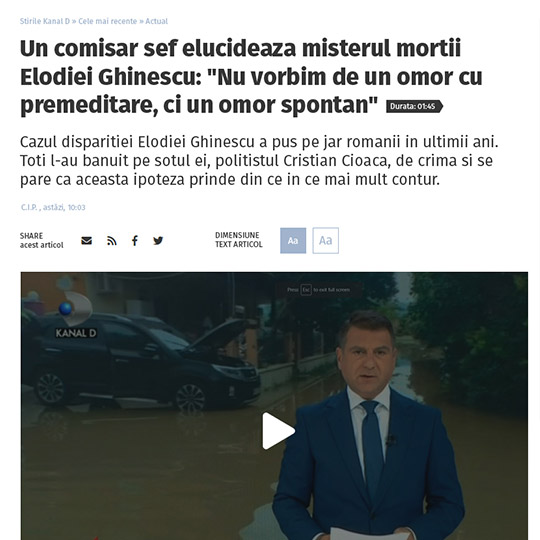 Stirile Kanal D » Cele mai recente » Actual
Un comisar sef elucideaza misterul mortii
Elodiei Ghinescu: "Nu vorbim de un omor cu
premeditare, ci un omor spontan" Durata: 01:45
Cazul disparitiei Elodiei Ghinescu a pus pe jar romanii in ultimii ani.
Toti l-au banuit pe sotul ei, politistul Cristian Cioaca, de crima si se
pare ca aceasta ipoteza prinde din ce in ce mai mult contur.
C.I.P. , astăzi, 10:03
SHARE
acest articol
DIMENSIUNE
TEXT ARTICOL
Aa
Aa
Press Esc to exit full screen
KANAL D